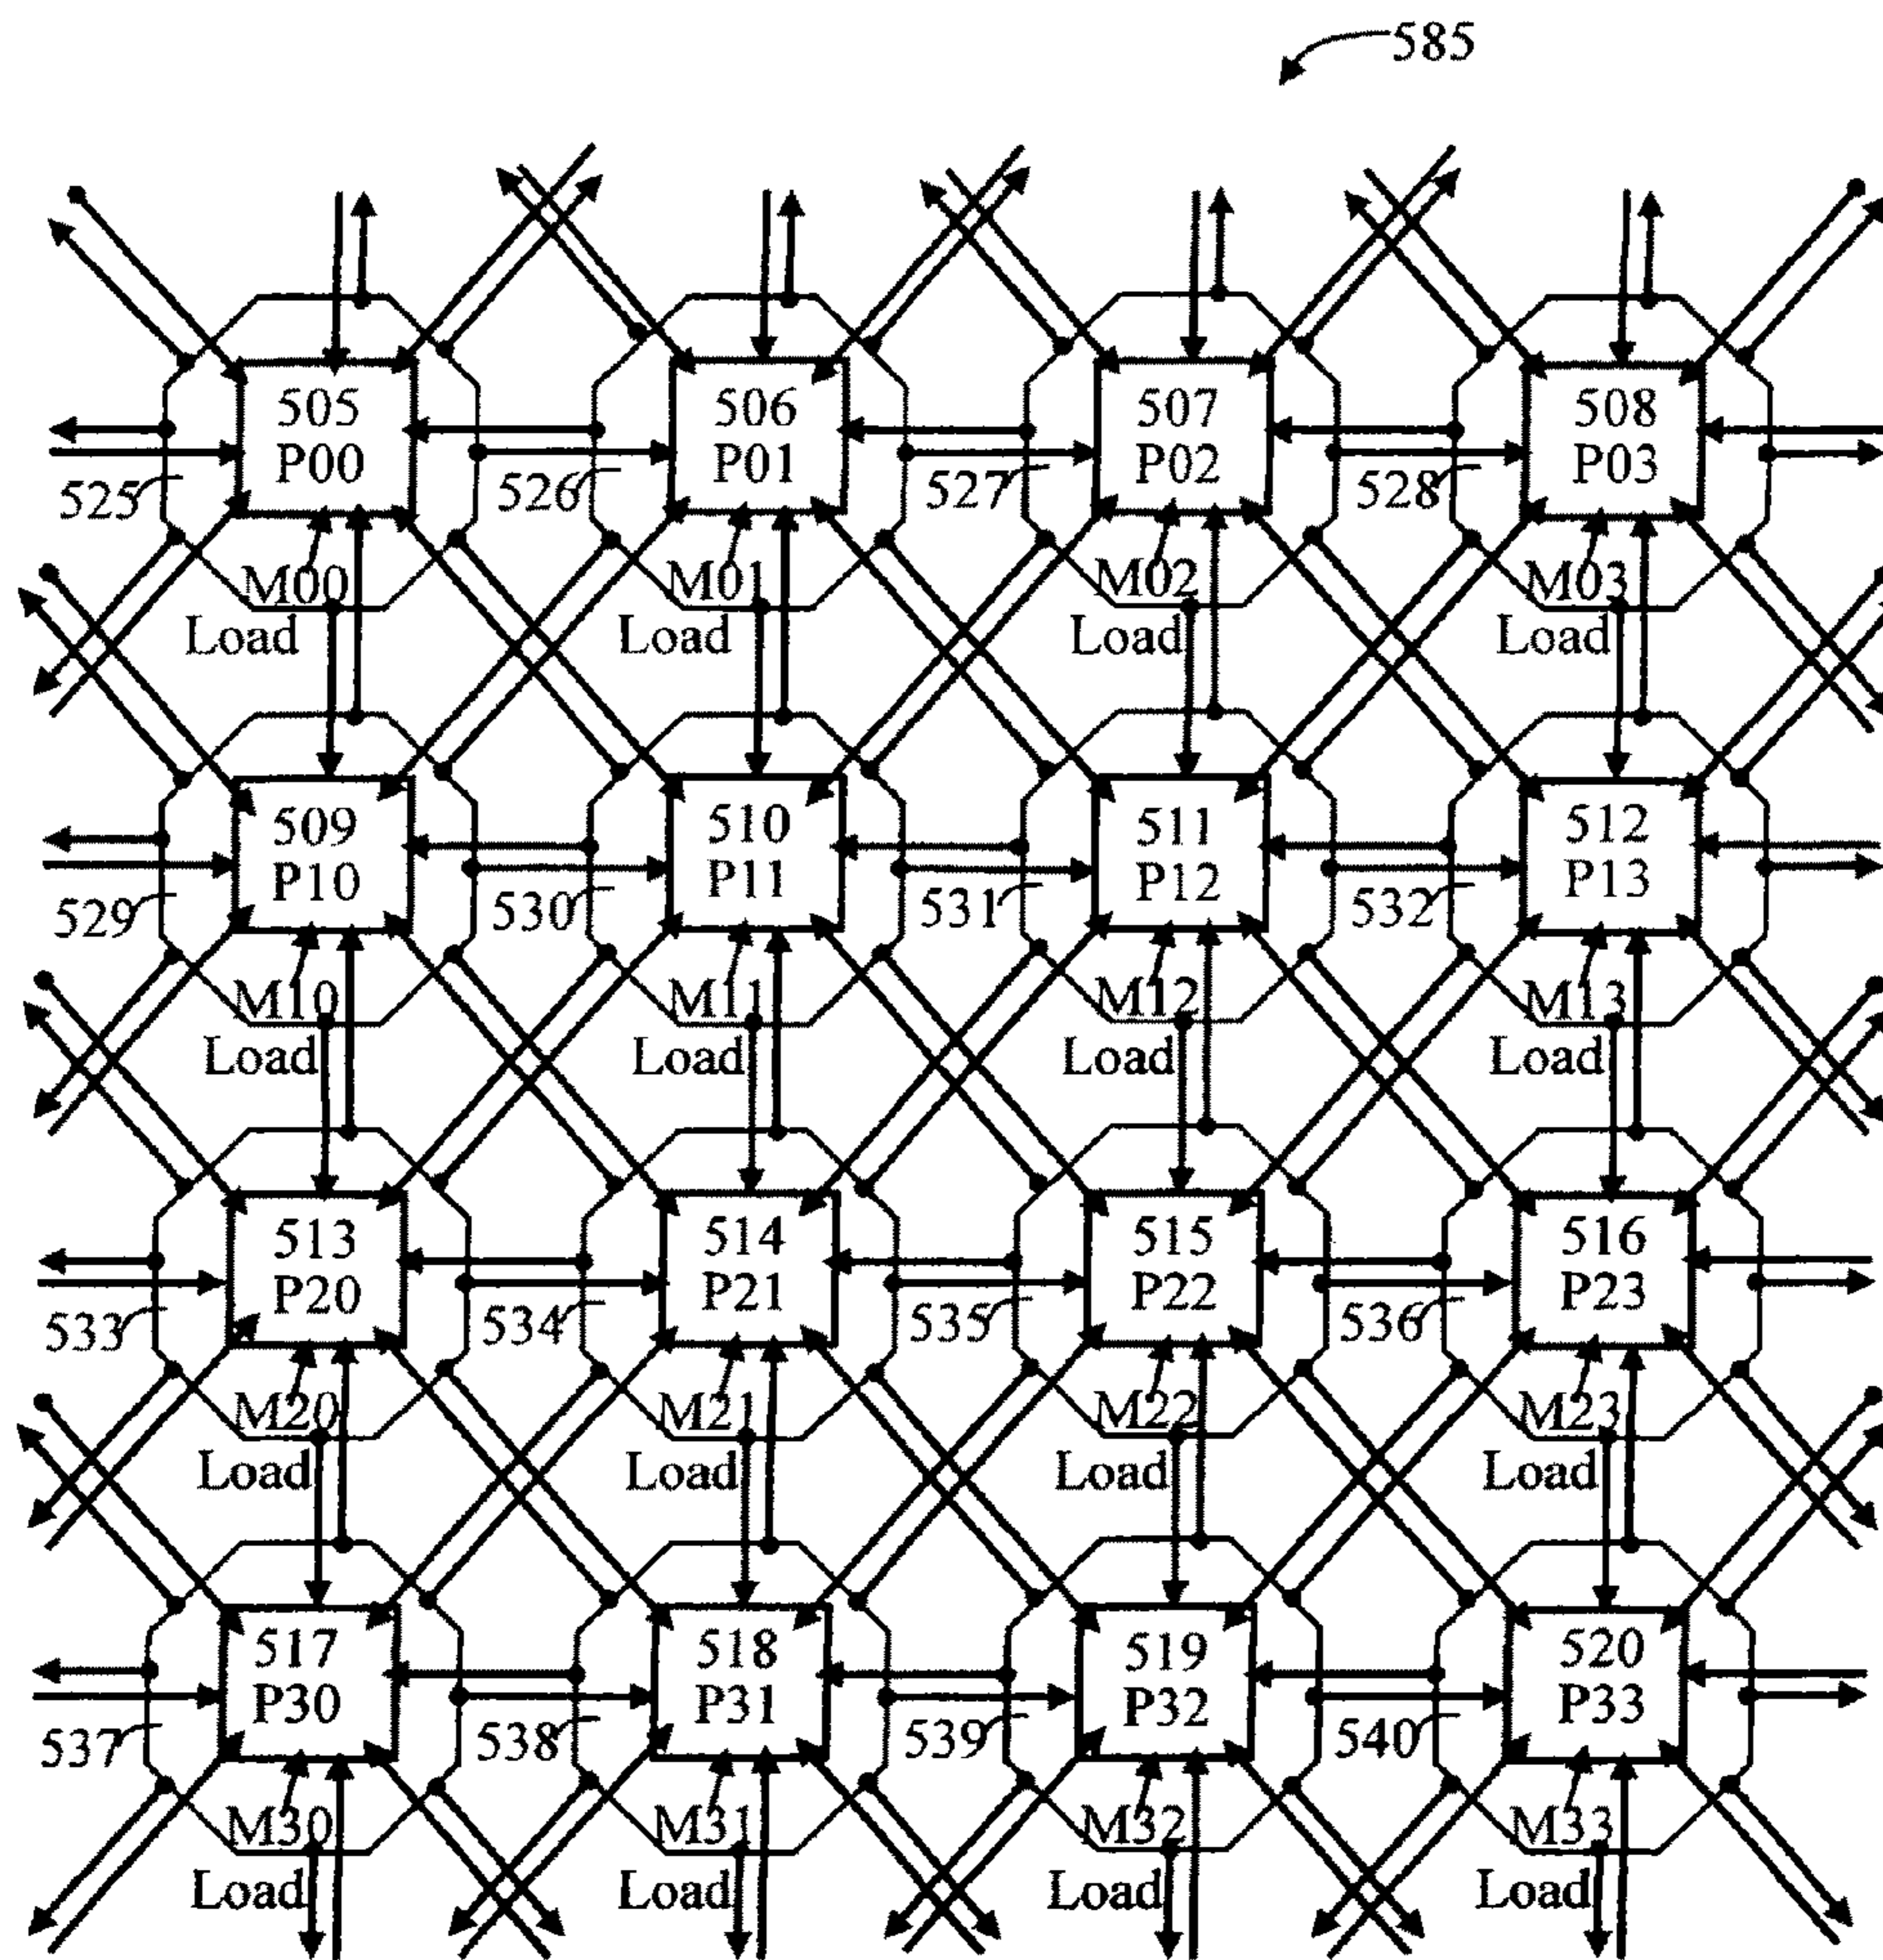 585
505
P00
506
P01
507
P02
508
P03
525
526
527
528
M00
M01
M02
M03
Load
Load
Load
Load
509
P10
510
P11
511
P12
512
P13
529
530
531
532
M10
M11
M12
M13
Load
Load
Load
Load
513
P20
514
P21
515
P22
516
P23
533
534
535
536
M20
M21
M22
M23
Load
Load
Load
Load
517
P30
518
P31
519
P32
520
P33
537
538
539
540
M30
M31
M32
M33
Load
Load
Load
Load